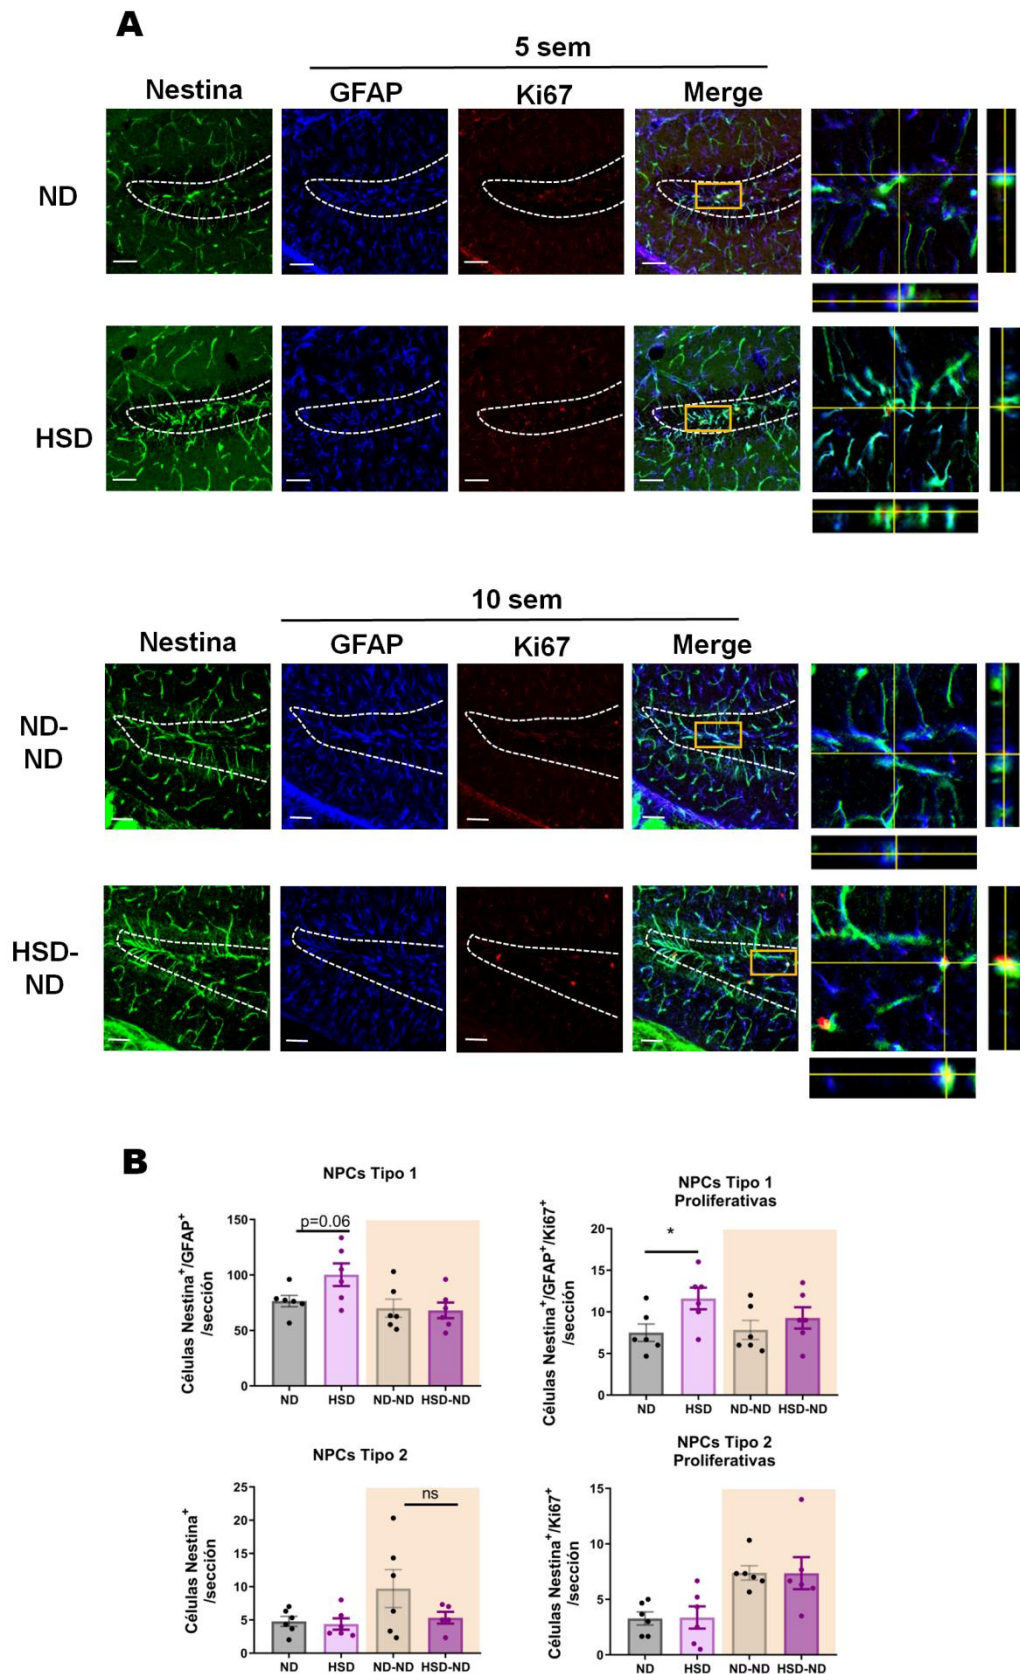 A
5 sem
Nestina GFAP Ki67 Merge
ND
HSD
10 sem
Nestina GFAP Ki67 Merge
ND-
ND
HSD-
ND
B
NPCs Tipo 1
Células Nestina⁺/GFAP⁺
/sección
150
100
50
0
p=0.06
ND HSD ND-ND HSD-ND
NPCs Tipo 1
Proliferativas
Células Nestina⁺/GFAP⁺/Ki67⁺
/sección
20
15
10
5
0
*
ND HSD ND-ND HSD-ND
NPCs Tipo 2
Células Nestina⁺
/sección
25
20
15
10
5
0
ns
ND HSD ND-ND HSD-ND
NPCs Tipo 2
Proliferativas
Células Nestina⁺/Ki67⁺
/sección
15
10
5
0
ND HSD ND-ND HSD-ND